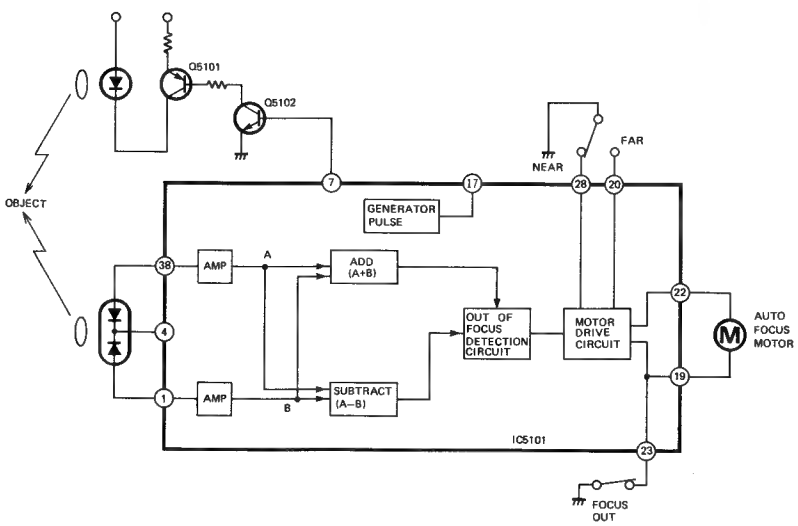 Q5101
Q5102
NEAR
FAR
OBJECT
7
17
28
20
GENERATOR
PULSE
38
AMP
A
ADD
(A+B)
4
OUT OF
FOCUS
DETECTION
CIRCUIT
MOTOR
DRIVE
CIRCUIT
22
M
AUTO
FOCUS
MOTOR
19
1
AMP
B
SUBTRACT
(A-B)
IC5101
23
FOCUS
OUT